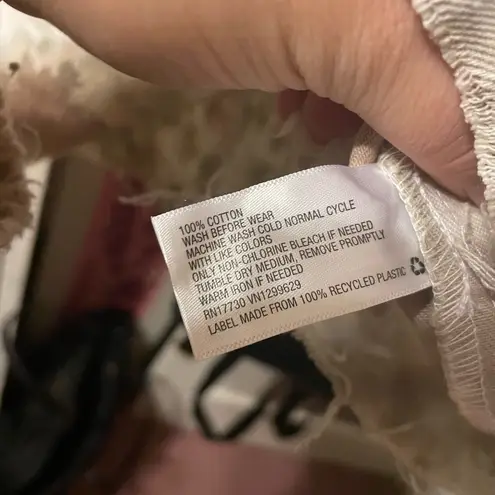 100% COTTON
WASH BEFORE WEAR
MACHINE WASH COLD NORMAL CYCLE
WITH LIKE COLORS
ONLY NON-CHLORINE BLEACH IF NEEDED
TUMBLE DRY MEDIUM, REMOVE PROMPTLY
WARM IRON IF NEEDED
RN17730 VN1299629
LABEL MADE FROM 100% RECYCLED PLASTIC